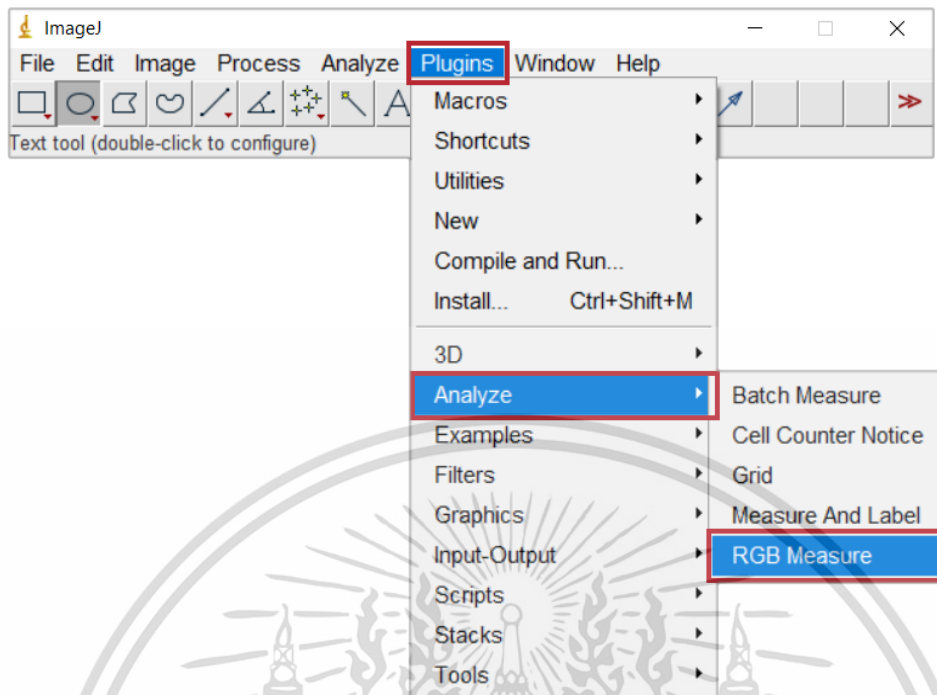 ImageJ
File Edit Image Process Analyze Plugins Window Help
A
Text tool (double-click to configure)
Macros
Shortcuts
Utilities
New
Compile and Run...
Install... Ctrl+Shift+M
3D
Analyze
Examples
Filters
Graphics
Input-Output
Scripts
Stacks
Tools
Batch Measure
Cell Counter Notice
Grid
Measure And Label
RGB Measure